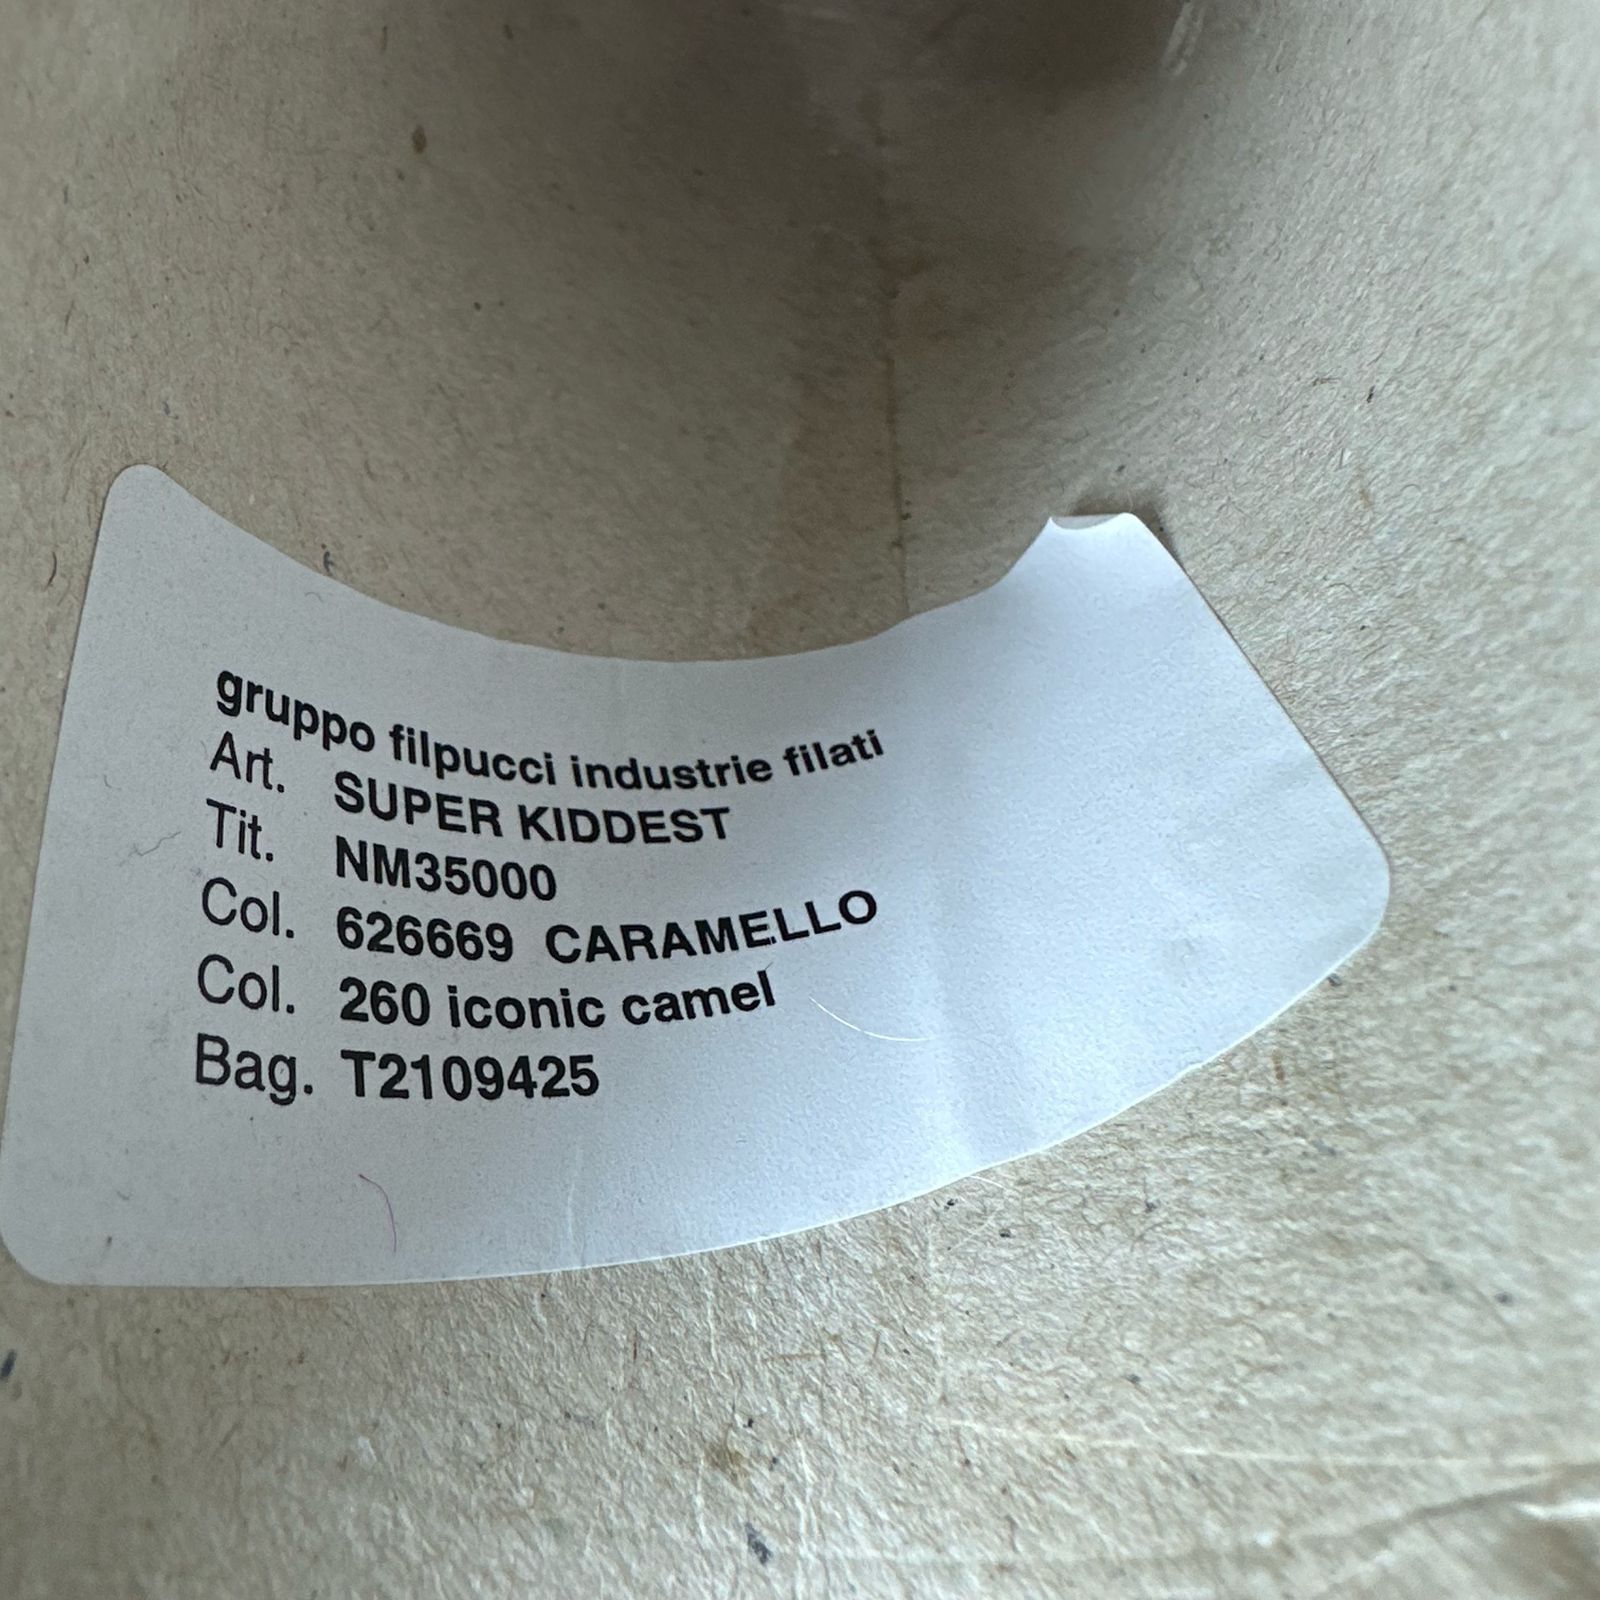 gruppo filpucci industrie filati
Art. SUPER KIDDEST
Tit. NM35000
Col. 626669 CARAMELLO
Col. 260 iconic camel
Bag. T2109425